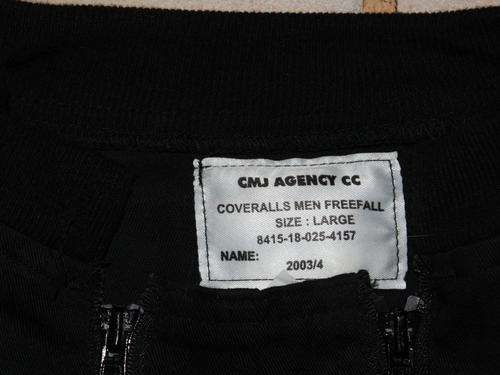 CMJ AGENCY CC
COVERALLS MEN FREEFALL
SIZE : LARGE
8415-18-025-4157
NAME:
2003/4